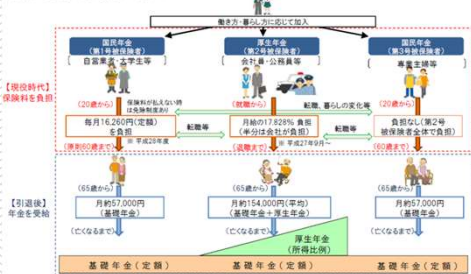 働き方・暮らし方に応じて加入
国民年金
(第1号被保険者)
自営業者・大学生等
厚生年金
(第2号被保険者)
会社員・公務員等
国民年金
(第3号被保険者)
専業主婦等
【現役時代】
保険料を負担
(20歳から)
保険料が払えない時
は免除制度あり
(就職から)
転職、暮らしの変化等
(20歳から)
毎月16,260円(定額)
を負担
転職等
月給の17.828% 負担
(半分は会社が負担)
転職等
負担なし(第2号
被保険者全体で負担)
※ 平成28年度
※ 平成27年9月~
(原則60歳まで)
(退職まで)
(60歳まで)
【引退後】
年金を受給
(65歳から)
(65歳から)
(65歳から)
月約57,000円
(基礎年金)
月約154,000円(平均)
(基礎年金+厚生年金)
月約57,000円
(基礎年金)
(亡くなるまで)
(亡くなるまで)
(亡くなるまで)
厚生年金
(所得比例)
基礎年金(定額)
基礎年金(定額)
基礎年金(定額)